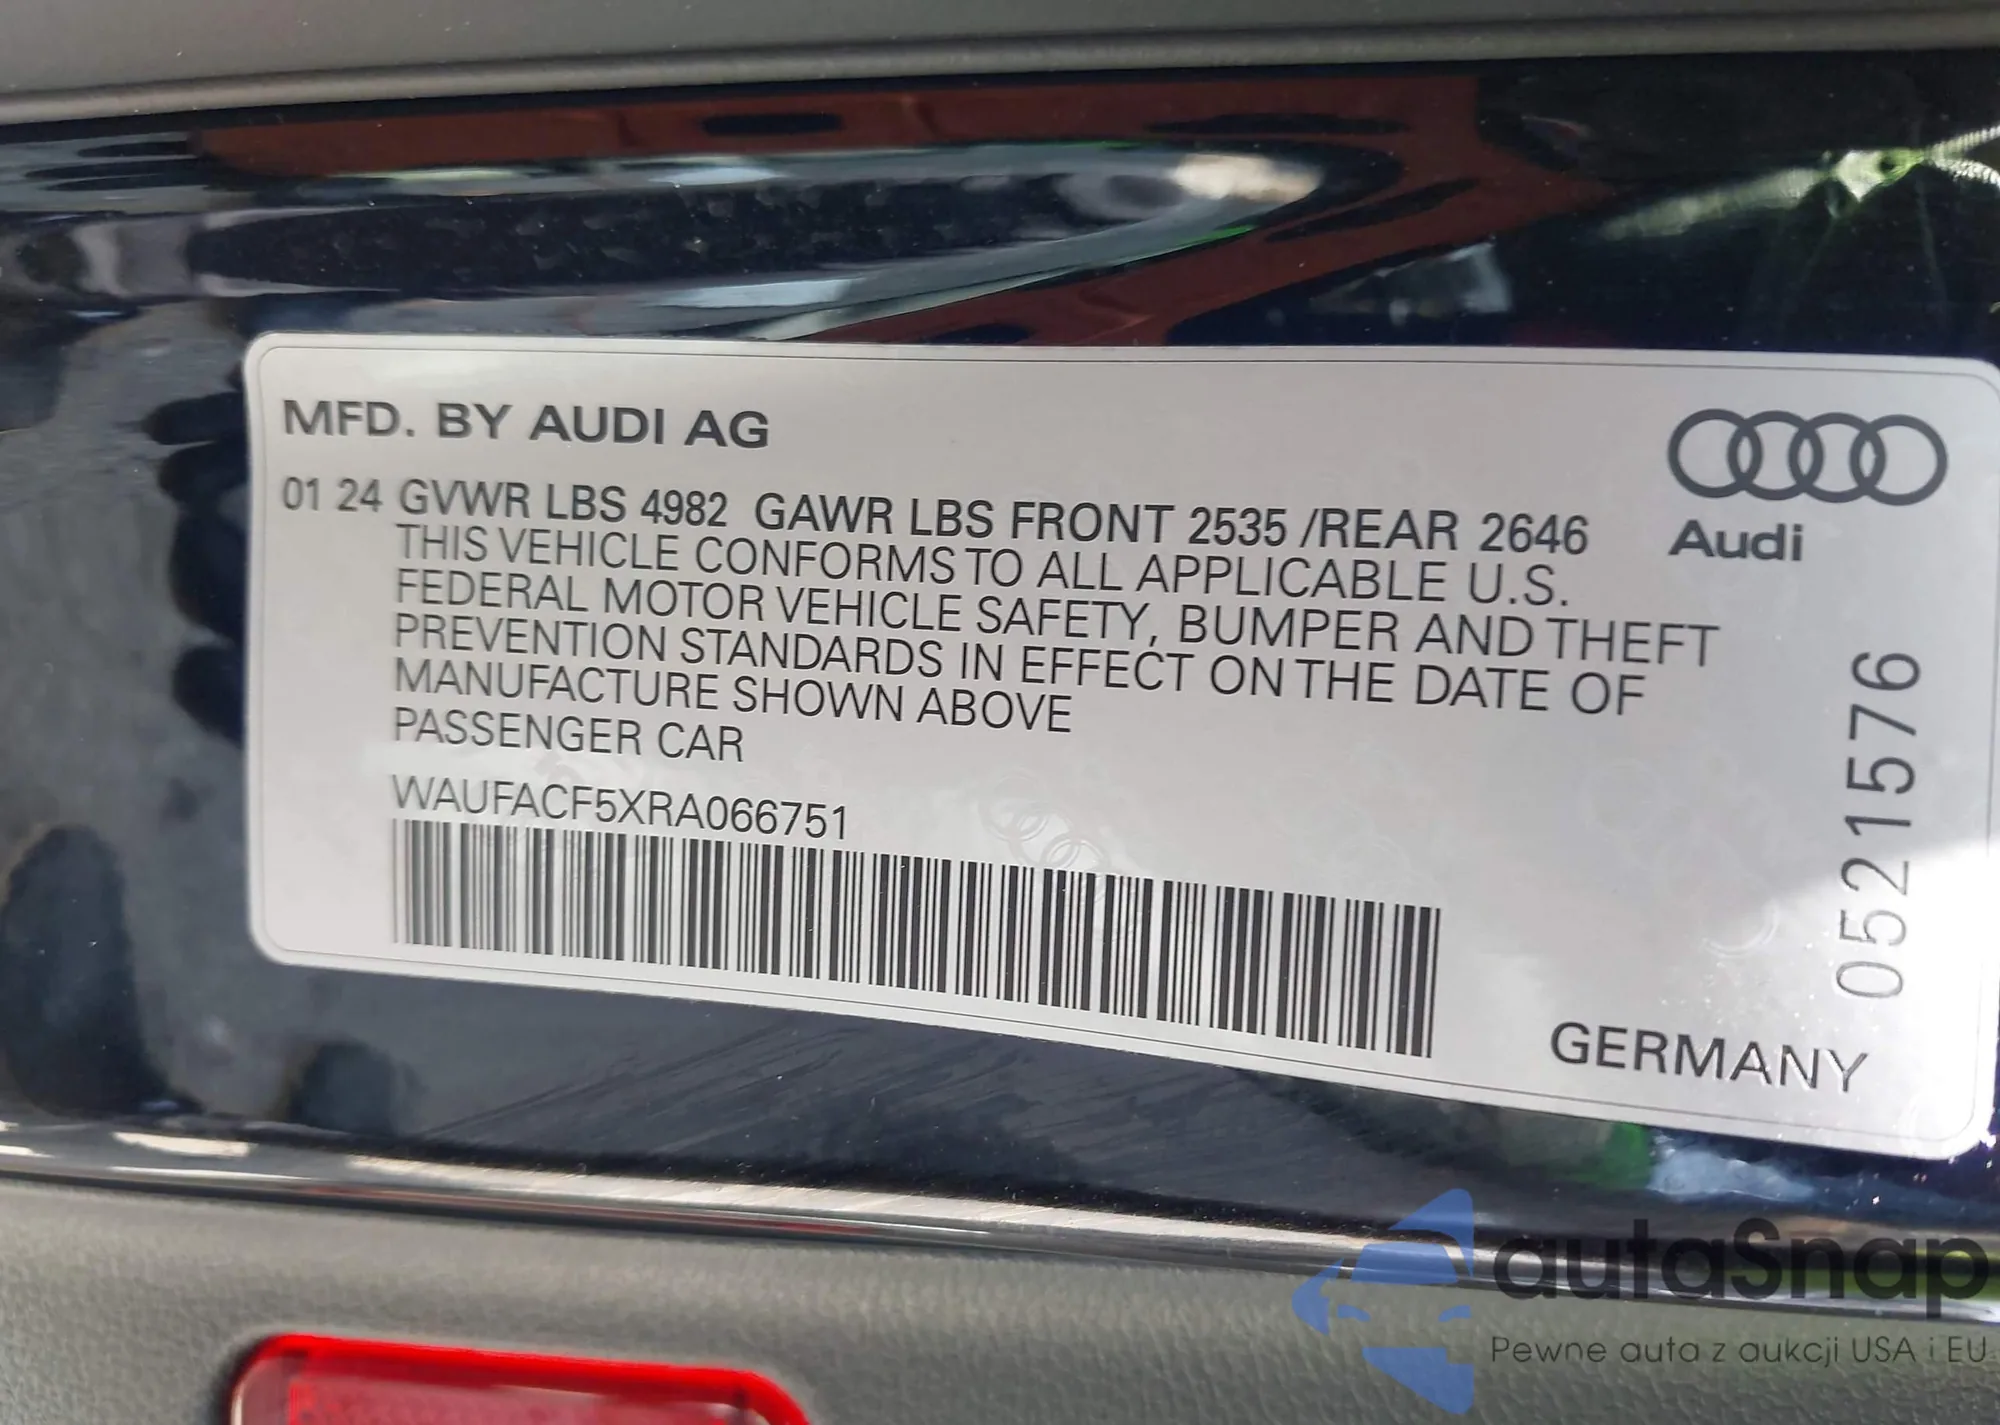 MFD. BY AUDI AG
01 24 GVWR LBS 4982 GAWR LBS FRONT 2535 /REAR 2646
THIS VEHICLE CONFORMS TO ALL APPLICABLE U.S.
FEDERAL MOTOR VEHICLE SAFETY, BUMPER AND THEFT
PREVENTION STANDARDS IN EFFECT ON THE DATE OF
MANUFACTURE SHOWN ABOVE
PASSENGER CAR
WAUFACF5XRA066751
Audi
0521576
GERMANY
autaSnap
Pewne auta z aukcji USA i EU